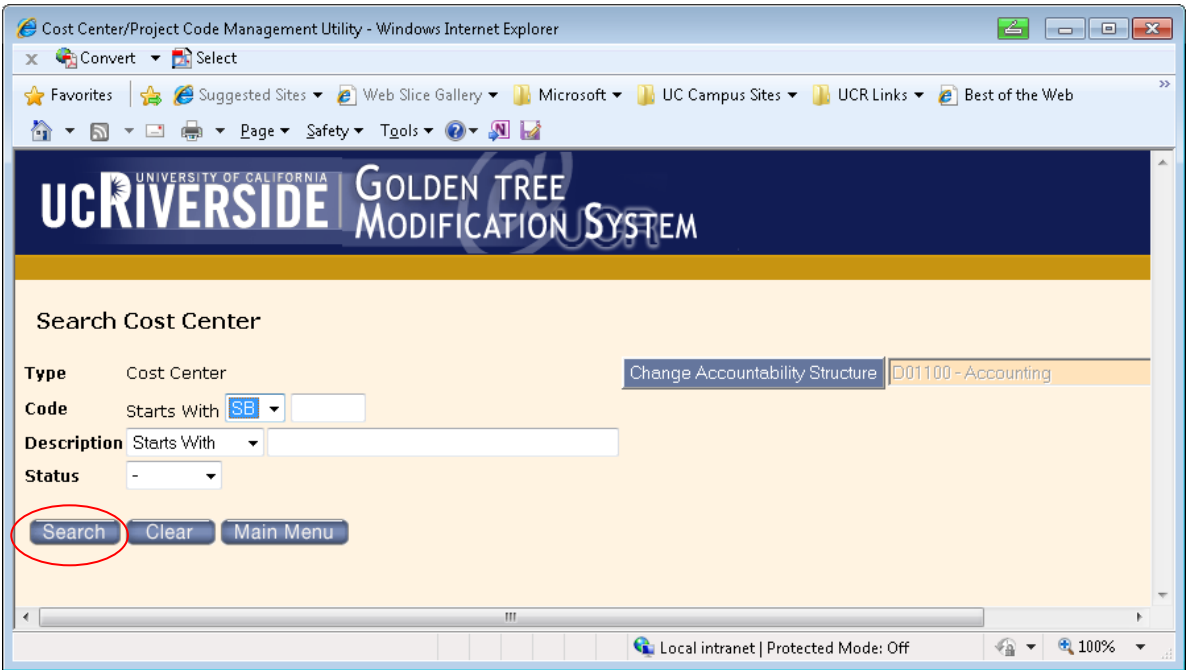 Cost Center/Project Code Management Utility - Windows Internet Explorer
x Convert Select
Favorites Suggested Sites Web Slice Gallery Microsoft UC Campus Sites UCR Links Best of the Web »
Page Safety Tools
UNIVERSITY OF CALIFORNIA
UCRIVERSIDE
GOLDEN TREE
MODIFICATION SYSTEM
@UCR
Search Cost Center
Type Cost Center Change Accountability Structure D01100 - Accounting
Code Starts With SB
Description Starts With
Status -
Search Clear Main Menu
Local intranet | Protected Mode: Off 100%